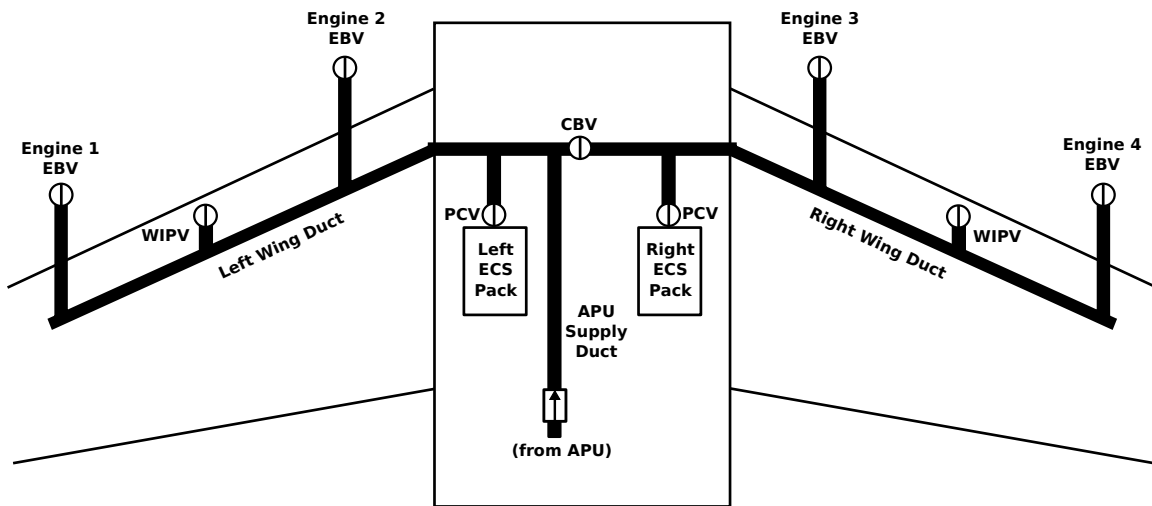 Engine 2
EBV
Engine 3
EBV
Engine 1
EBV
CBV
Engine 4
EBV
WIPV
Left Wing Duct
PCV
PCV
Right Wing Duct
WIPV
Left
ECS
Pack
Right
ECS
Pack
APU
Supply
Duct
(from APU)